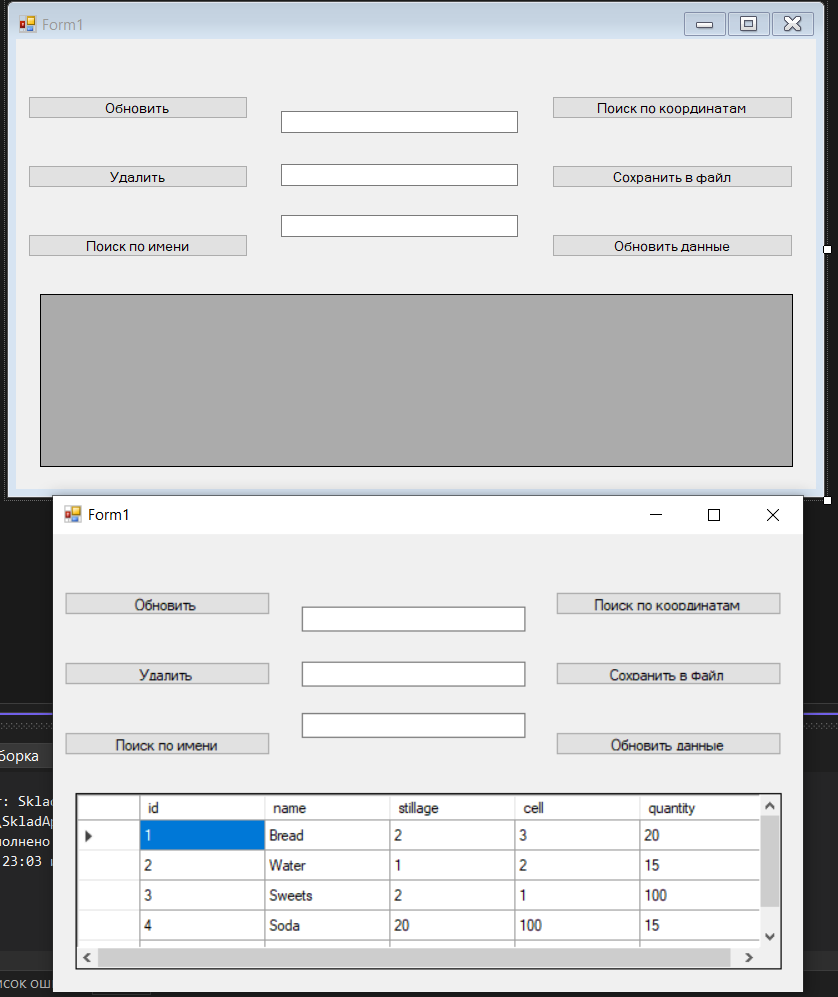 Form1
Обновить
Поиск по координатам
Удалить
Сохранить в файл
Поиск по имени
Обновить данные
Form1
Обновить
Поиск по координатам
Удалить
Сохранить в файл
Поиск по имени
Обновить данные
id name stillage cell quantity
1 Bread 2 3 20
2 Water 1 2 15
3 Sweets 2 1 100
4 Soda 20 100 15
борка
т: Sklad
\SkladAp
полнено
23:03
исок ош